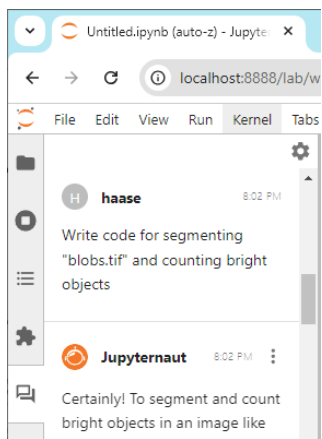 Untitled.ipynb (auto-z) - Jupyte
localhost:8888/lab/w
File Edit View Run Kernel Tabs
H haase 8:02 PM
Write code for segmenting
"blobs.tif" and counting bright
objects
Jupyternaut 8:02 PM
Certainly! To segment and count
bright objects in an image like